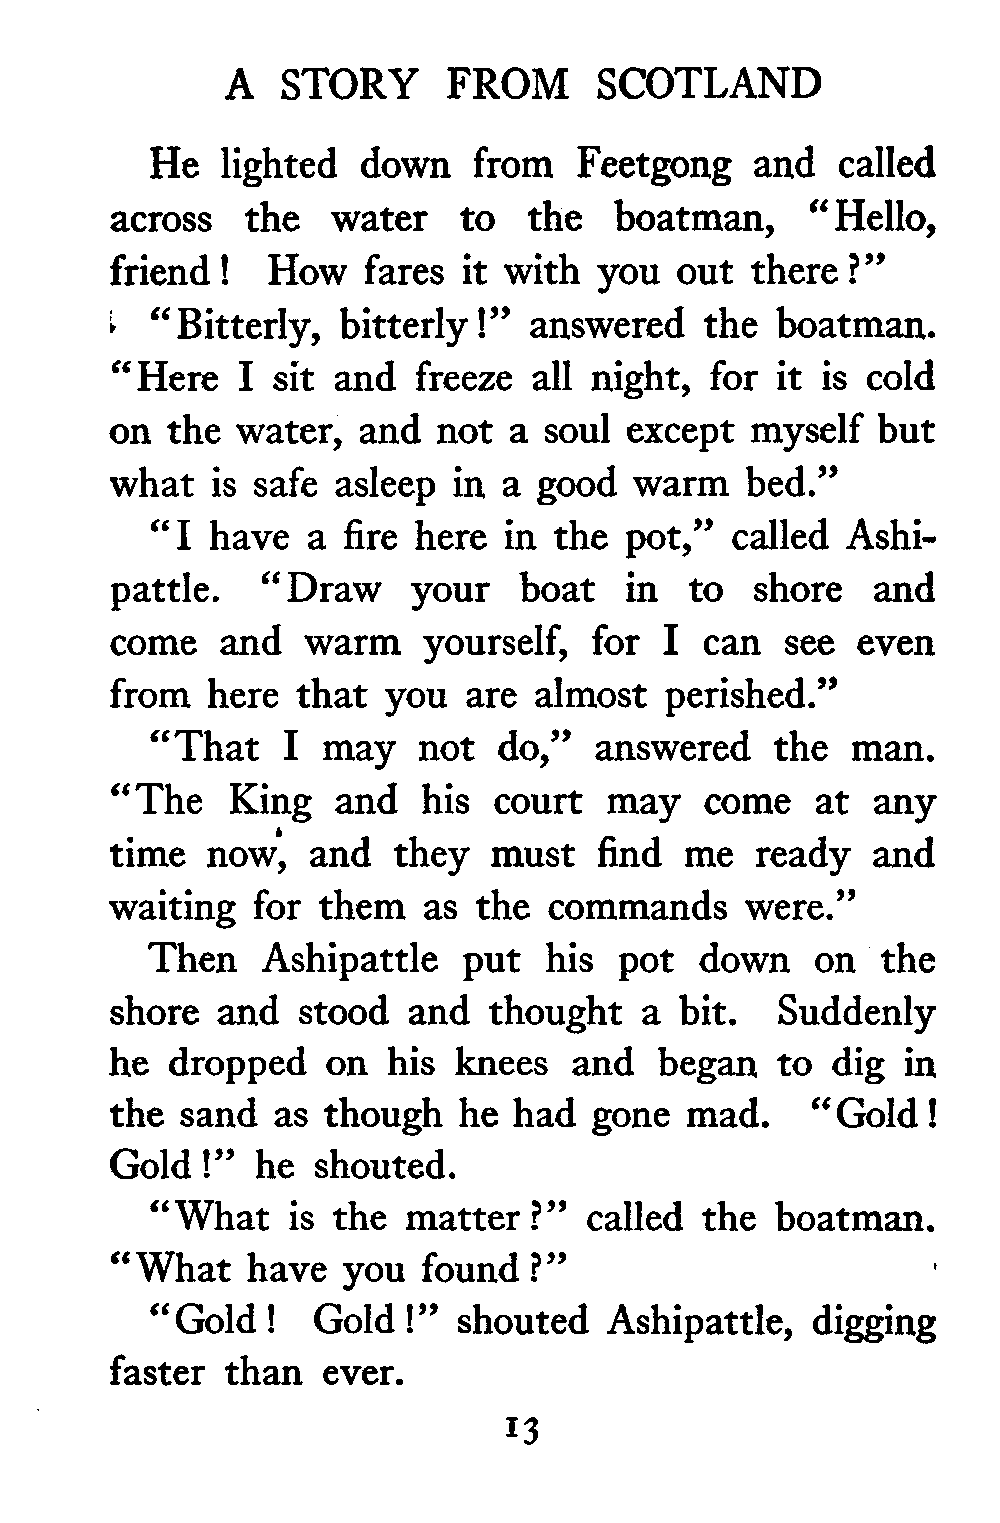 A STORY FROM SCOTLAND
He lighted down from Feetgong and called
across the water to the boatman, “Hello,
friend! How fares it with you out there?”
“Bitterly, bitterly!” answered the boatman.
“Here I sit and freeze all night, for it is cold
on the water, and not a soul except myself but
what is safe asleep in a good warm bed.”
“I have a fire here in the pot,” called Ashi-
pattle. “Draw your boat in to shore and
come and warm yourself, for I can see even
from here that you are almost perished.”
“That I may not do,” answered the man.
“The King and his court may come at any
time now, and they must find me ready and
waiting for them as the commands were.”
Then Ashipattle put his pot down on the
shore and stood and thought a bit. Suddenly
he dropped on his knees and began to dig in
the sand as though he had gone mad. “Gold!
Gold!” he shouted.
“What is the matter?” called the boatman.
“What have you found?”
“Gold! Gold!” shouted Ashipattle, digging
faster than ever.
13